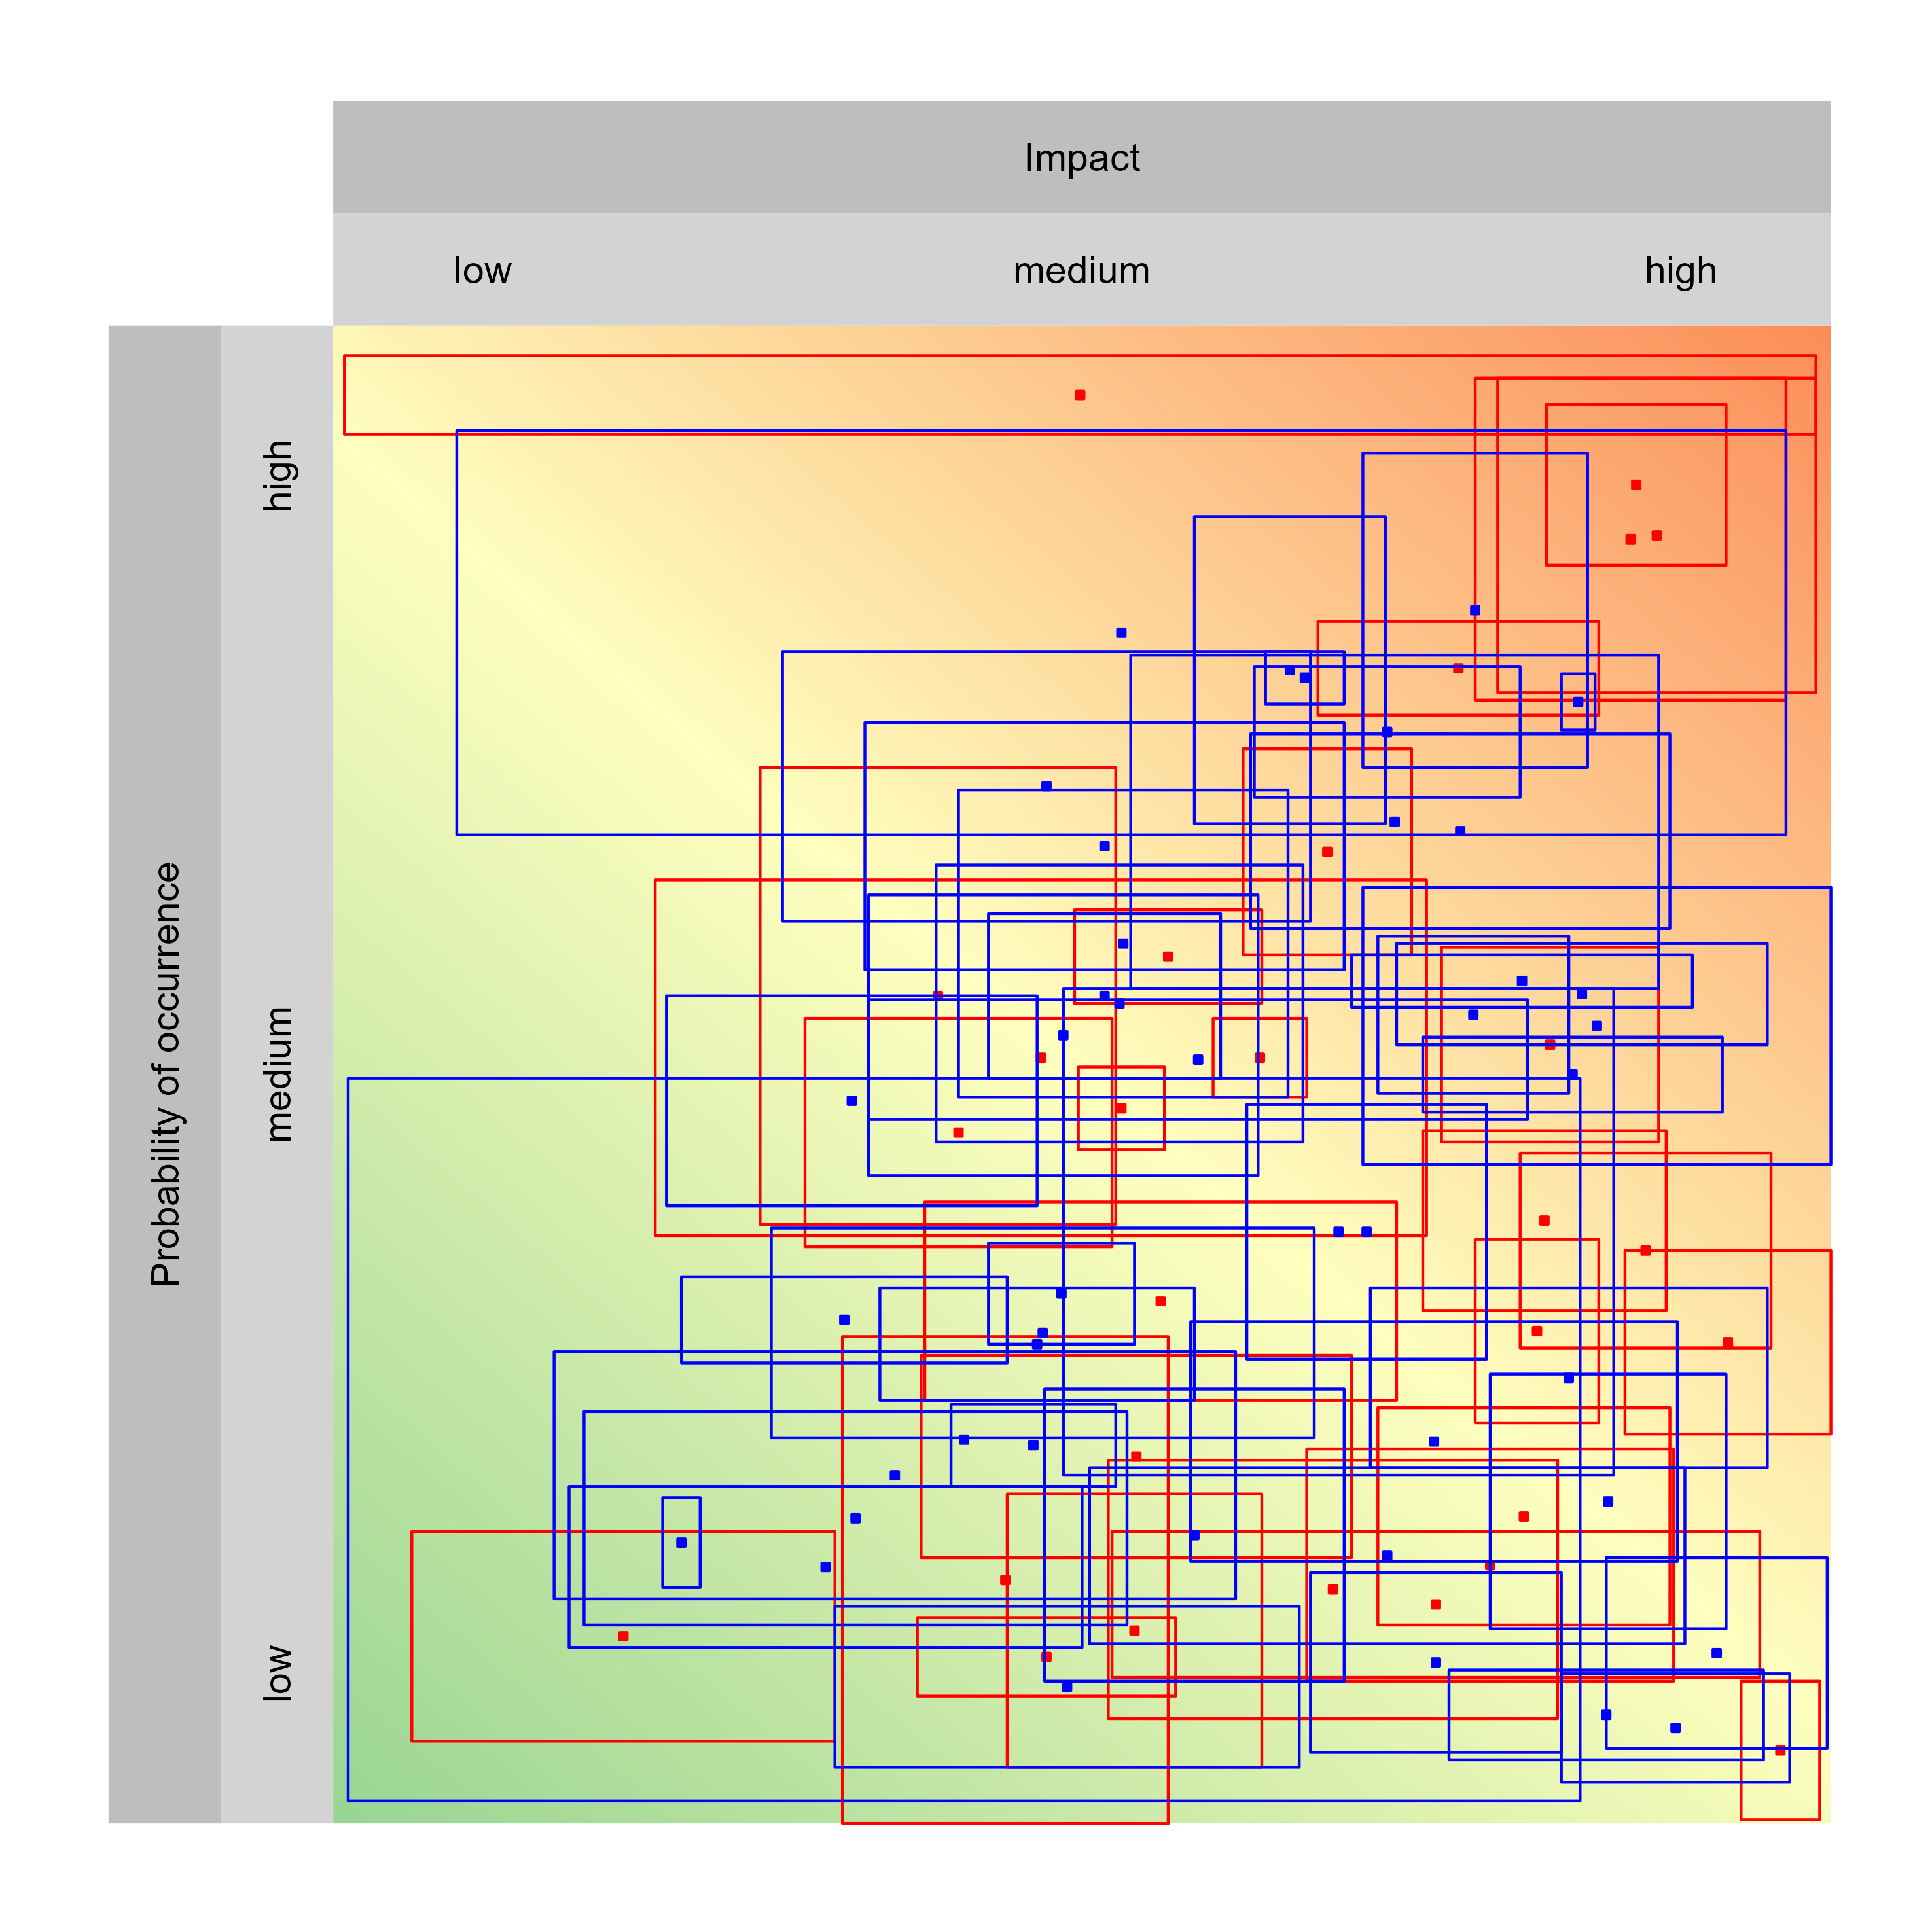 Impact
low
medium
high
Probability of occurrence
high
medium
low